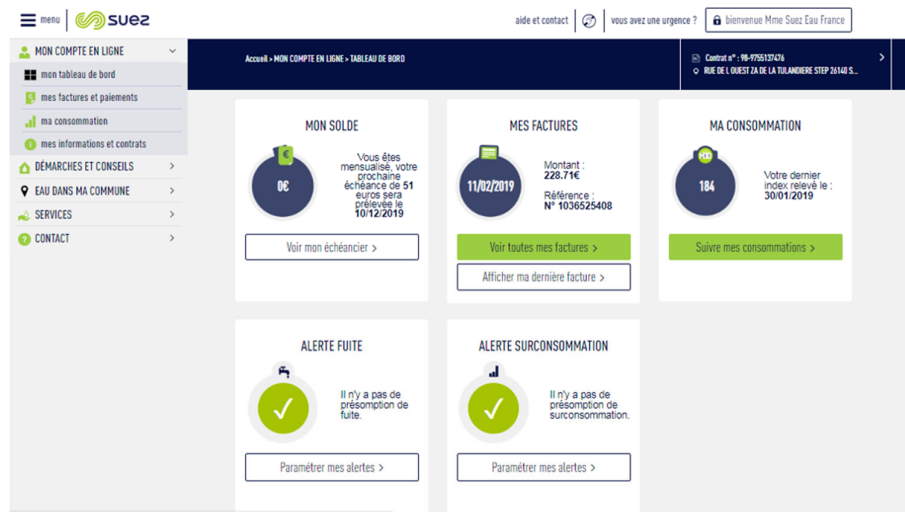 menu
suez
aide et contact
vous avez une urgence ?
bienvenue Mme Suez Eau France
MON COMPTE EN LIGNE
mon tableau de bord
mes factures et paiements
ma consommation
mes informations et contrats
DÉMARCHES ET CONSEILS
EAU DANS MA COMMUNE
SERVICES
CONTACT
Accueil > MON COMPTE EN LIGNE > TABLEAU DE BORD
Contrat n° : 98-9755137476
RUE DE L OUEST ZA DE LA TULANDIERE STEP 26140 S...
MON SOLDE
0€
Vous êtes
mensualisé, votre
prochaine
échéance de 51
euros sera
prélevée le
10/12/2019
Voir mon échéancier >
MES FACTURES
11/02/2019
Montant :
228.71€
Référence :
N° 1036525408
Voir toutes mes factures >
Afficher ma dernière facture >
MA CONSOMMATION
184
Votre dernier
index relevé le :
30/01/2019
Suivre mes consommations >
ALERTE FUITE
Il n'y a pas de
présomption de
fuite.
Paramétrer mes alertes >
ALERTE SURCONSOMMATION
Il n'y a pas de
présomption de
surconsommation.
Paramétrer mes alertes >